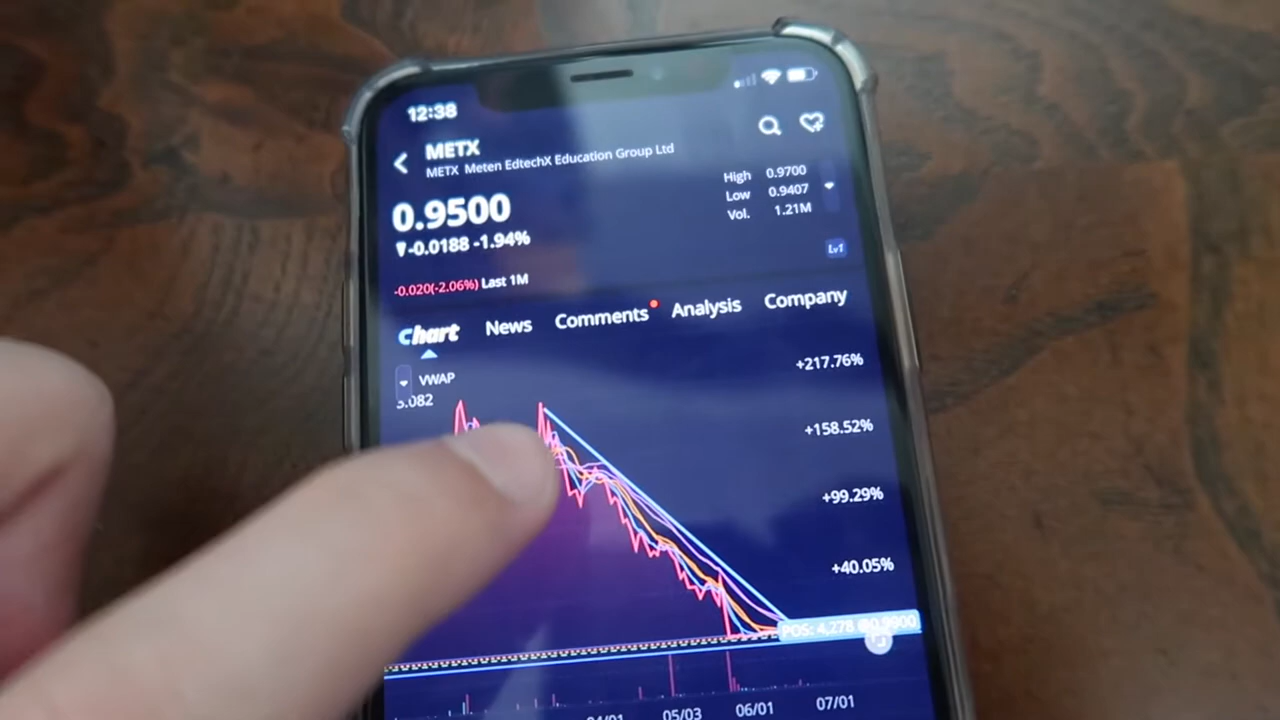 12:38
METX
METX Meten EdtechX Education Group Ltd
0.9500
-0.0188 -1.94%
High 0.9700
Low 0.9407
Vol. 1.21M
Lv1
-0.020(-2.06%) Last 1M
Chart News Comments Analysis Company
VWAP
+217.76%
+158.52%
+99.29%
+40.05%
POS: 4,278 @0.9900
05/03 06/01 07/01